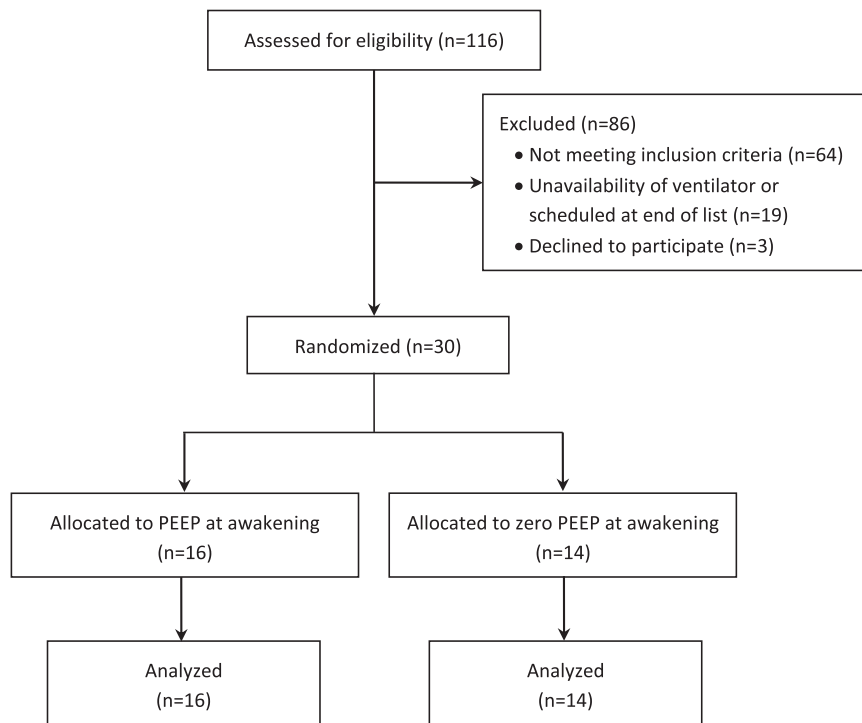 Assessed for eligibility (n=116)
Excluded (n=86)
• Not meeting inclusion criteria (n=64)
• Unavailability of ventilator or
scheduled at end of list (n=19)
• Declined to participate (n=3)
Randomized (n=30)
Allocated to PEEP at awakening
(n=16)
Allocated to zero PEEP at awakening
(n=14)
Analyzed
(n=16)
Analyzed
(n=14)